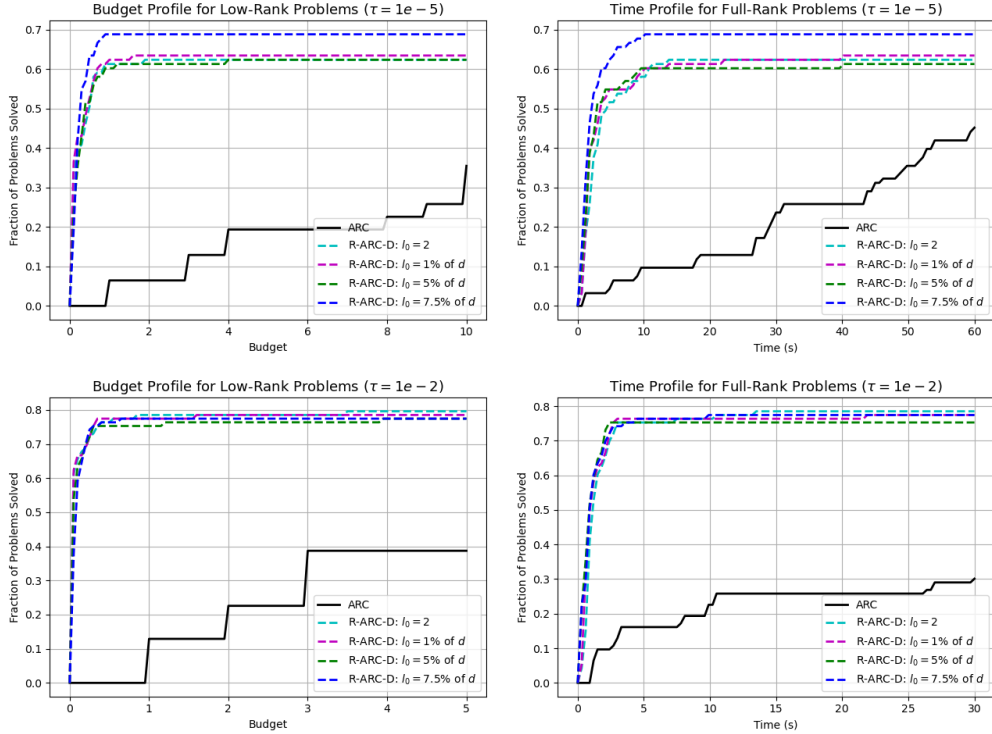 Budget Profile for Low-Rank Problems (τ = 1e − 5)
Fraction of Problems Solved
0.7
0.6
0.5
0.4
0.3
0.2
0.1
0.0
0 2 4 6 8 10
Budget
ARC
R-ARC-D: l₀ = 2
R-ARC-D: l₀ = 1% of d
R-ARC-D: l₀ = 5% of d
R-ARC-D: l₀ = 7.5% of d
Time Profile for Full-Rank Problems (τ = 1e − 5)
Fraction of Problems Solved
0.7
0.6
0.5
0.4
0.3
0.2
0.1
0.0
0 10 20 30 40 50 60
Time (s)
ARC
R-ARC-D: l₀ = 2
R-ARC-D: l₀ = 1% of d
R-ARC-D: l₀ = 5% of d
R-ARC-D: l₀ = 7.5% of d
Budget Profile for Low-Rank Problems (τ = 1e − 2)
Fraction of Problems Solved
0.8
0.7
0.6
0.5
0.4
0.3
0.2
0.1
0.0
0 1 2 3 4 5
Budget
ARC
R-ARC-D: l₀ = 2
R-ARC-D: l₀ = 1% of d
R-ARC-D: l₀ = 5% of d
R-ARC-D: l₀ = 7.5% of d
Time Profile for Full-Rank Problems (τ = 1e − 2)
Fraction of Problems Solved
0.8
0.7
0.6
0.5
0.4
0.3
0.2
0.1
0.0
0 5 10 15 20 25 30
Time (s)
ARC
R-ARC-D: l₀ = 2
R-ARC-D: l₀ = 1% of d
R-ARC-D: l₀ = 5% of d
R-ARC-D: l₀ = 7.5% of d